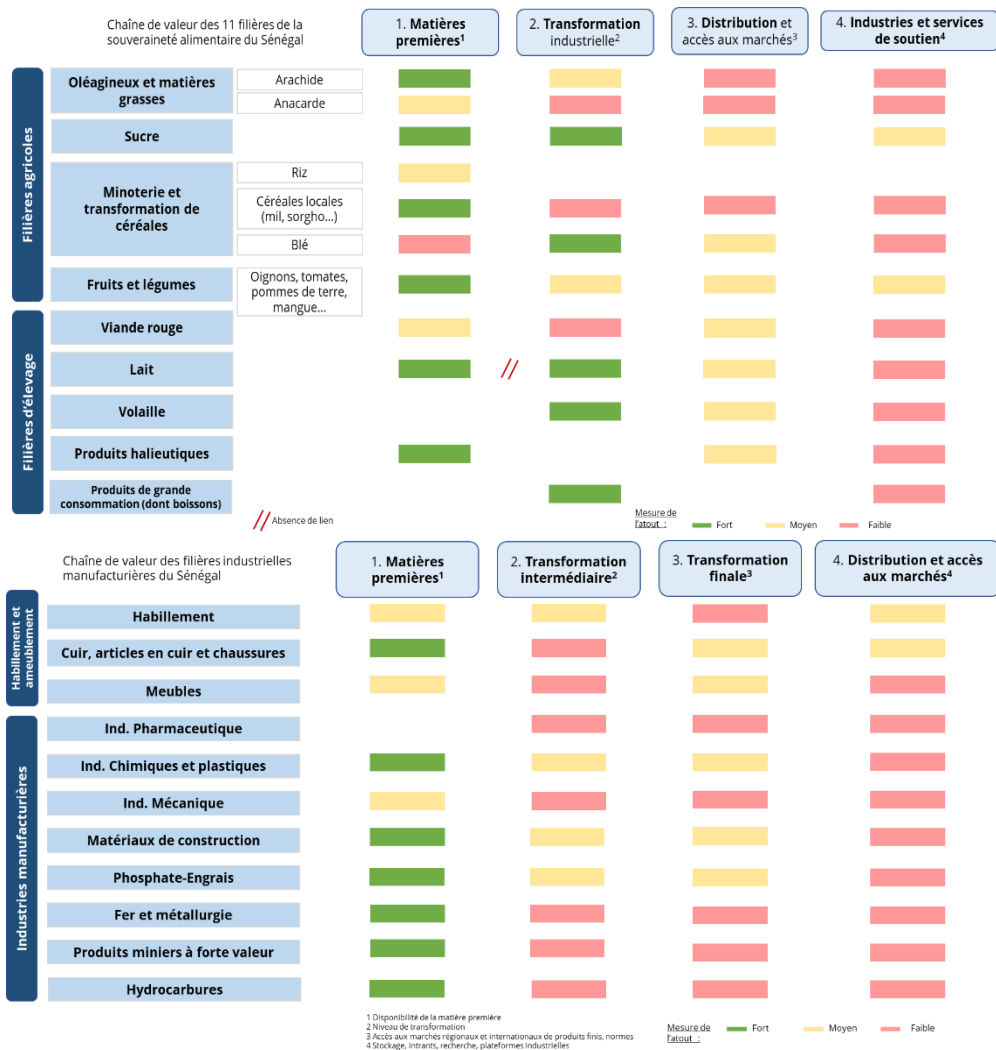 Chaîne de valeur des 11 filières de la
souveraineté alimentaire du Sénégal
1. Matières
premières¹
2. Transformation
industrielle²
3. Distribution et
accès aux marchés³
4. Industries et services
de soutien⁴
Filières agricoles
Oléagineux et matières
grasses
Arachide
Anacarde
Sucre
Minoterie et
transformation de
céréales
Riz
Céréales locales
(mil, sorgho...)
Blé
Fruits et légumes
Oignons, tomates,
pommes de terre,
mangue...
Filières d'élevage
Viande rouge
Lait
//
Volaille
Produits halieutiques
Produits de grande
consommation (dont boissons)
// Absence de lien
Mesure de
l'atout :
Fort
Moyen
Faible
Chaîne de valeur des filières industrielles
manufacturières du Sénégal
1. Matières
premières¹
2. Transformation
intermédiaire²
3. Transformation
finale³
4. Distribution et accès
aux marchés⁴
Habillement et
ameublement
Habillement
Cuir, articles en cuir et chaussures
Meubles
Industries manufacturières
Ind. Pharmaceutique
Ind. Chimiques et plastiques
Ind. Mécanique
Matériaux de construction
Phosphate-Engrais
Fer et métallurgie
Produits miniers à forte valeur
Hydrocarbures
1 Disponibilité de la matière première
2 Niveau de transformation
3 Accès aux marchés régionaux et internationaux de produits finis, normes
4 Stockage, intrants, recherche, plateformes industrielles
Mesure de
l'atout :
Fort
Moyen
Faible